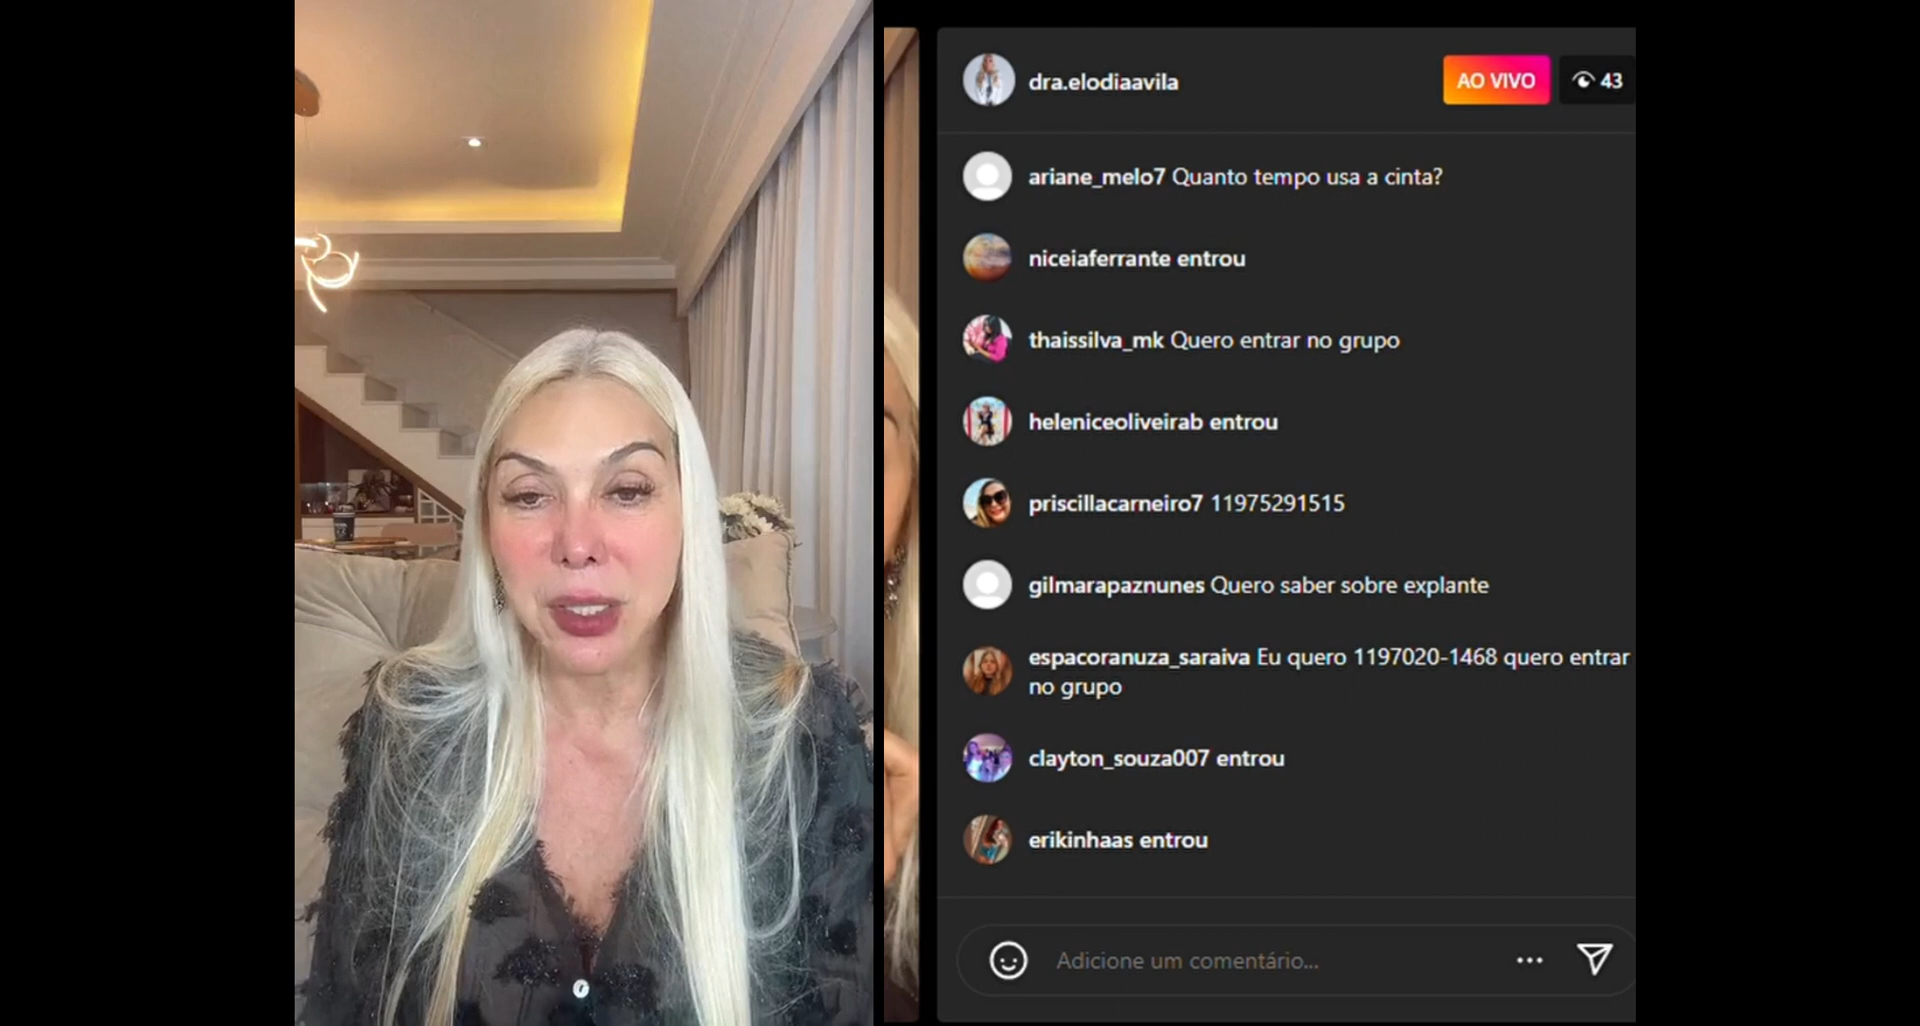 dra.elodiaavila
AO VIVO
43
ariane_melo7 Quanto tempo usa a cinta?
niceiaferrante entrou
thaissilva_mk Quero entrar no grupo
heleniceoliveirab entrou
priscillacarneiro7 11975291515
gilmarapaznunes Quero saber sobre explante
espacoranuza_saraiva Eu quero 1197020-1468 quero entrar
no grupo
clayton_souza007 entrou
erikinhaas entrou
Adicione um comentário...